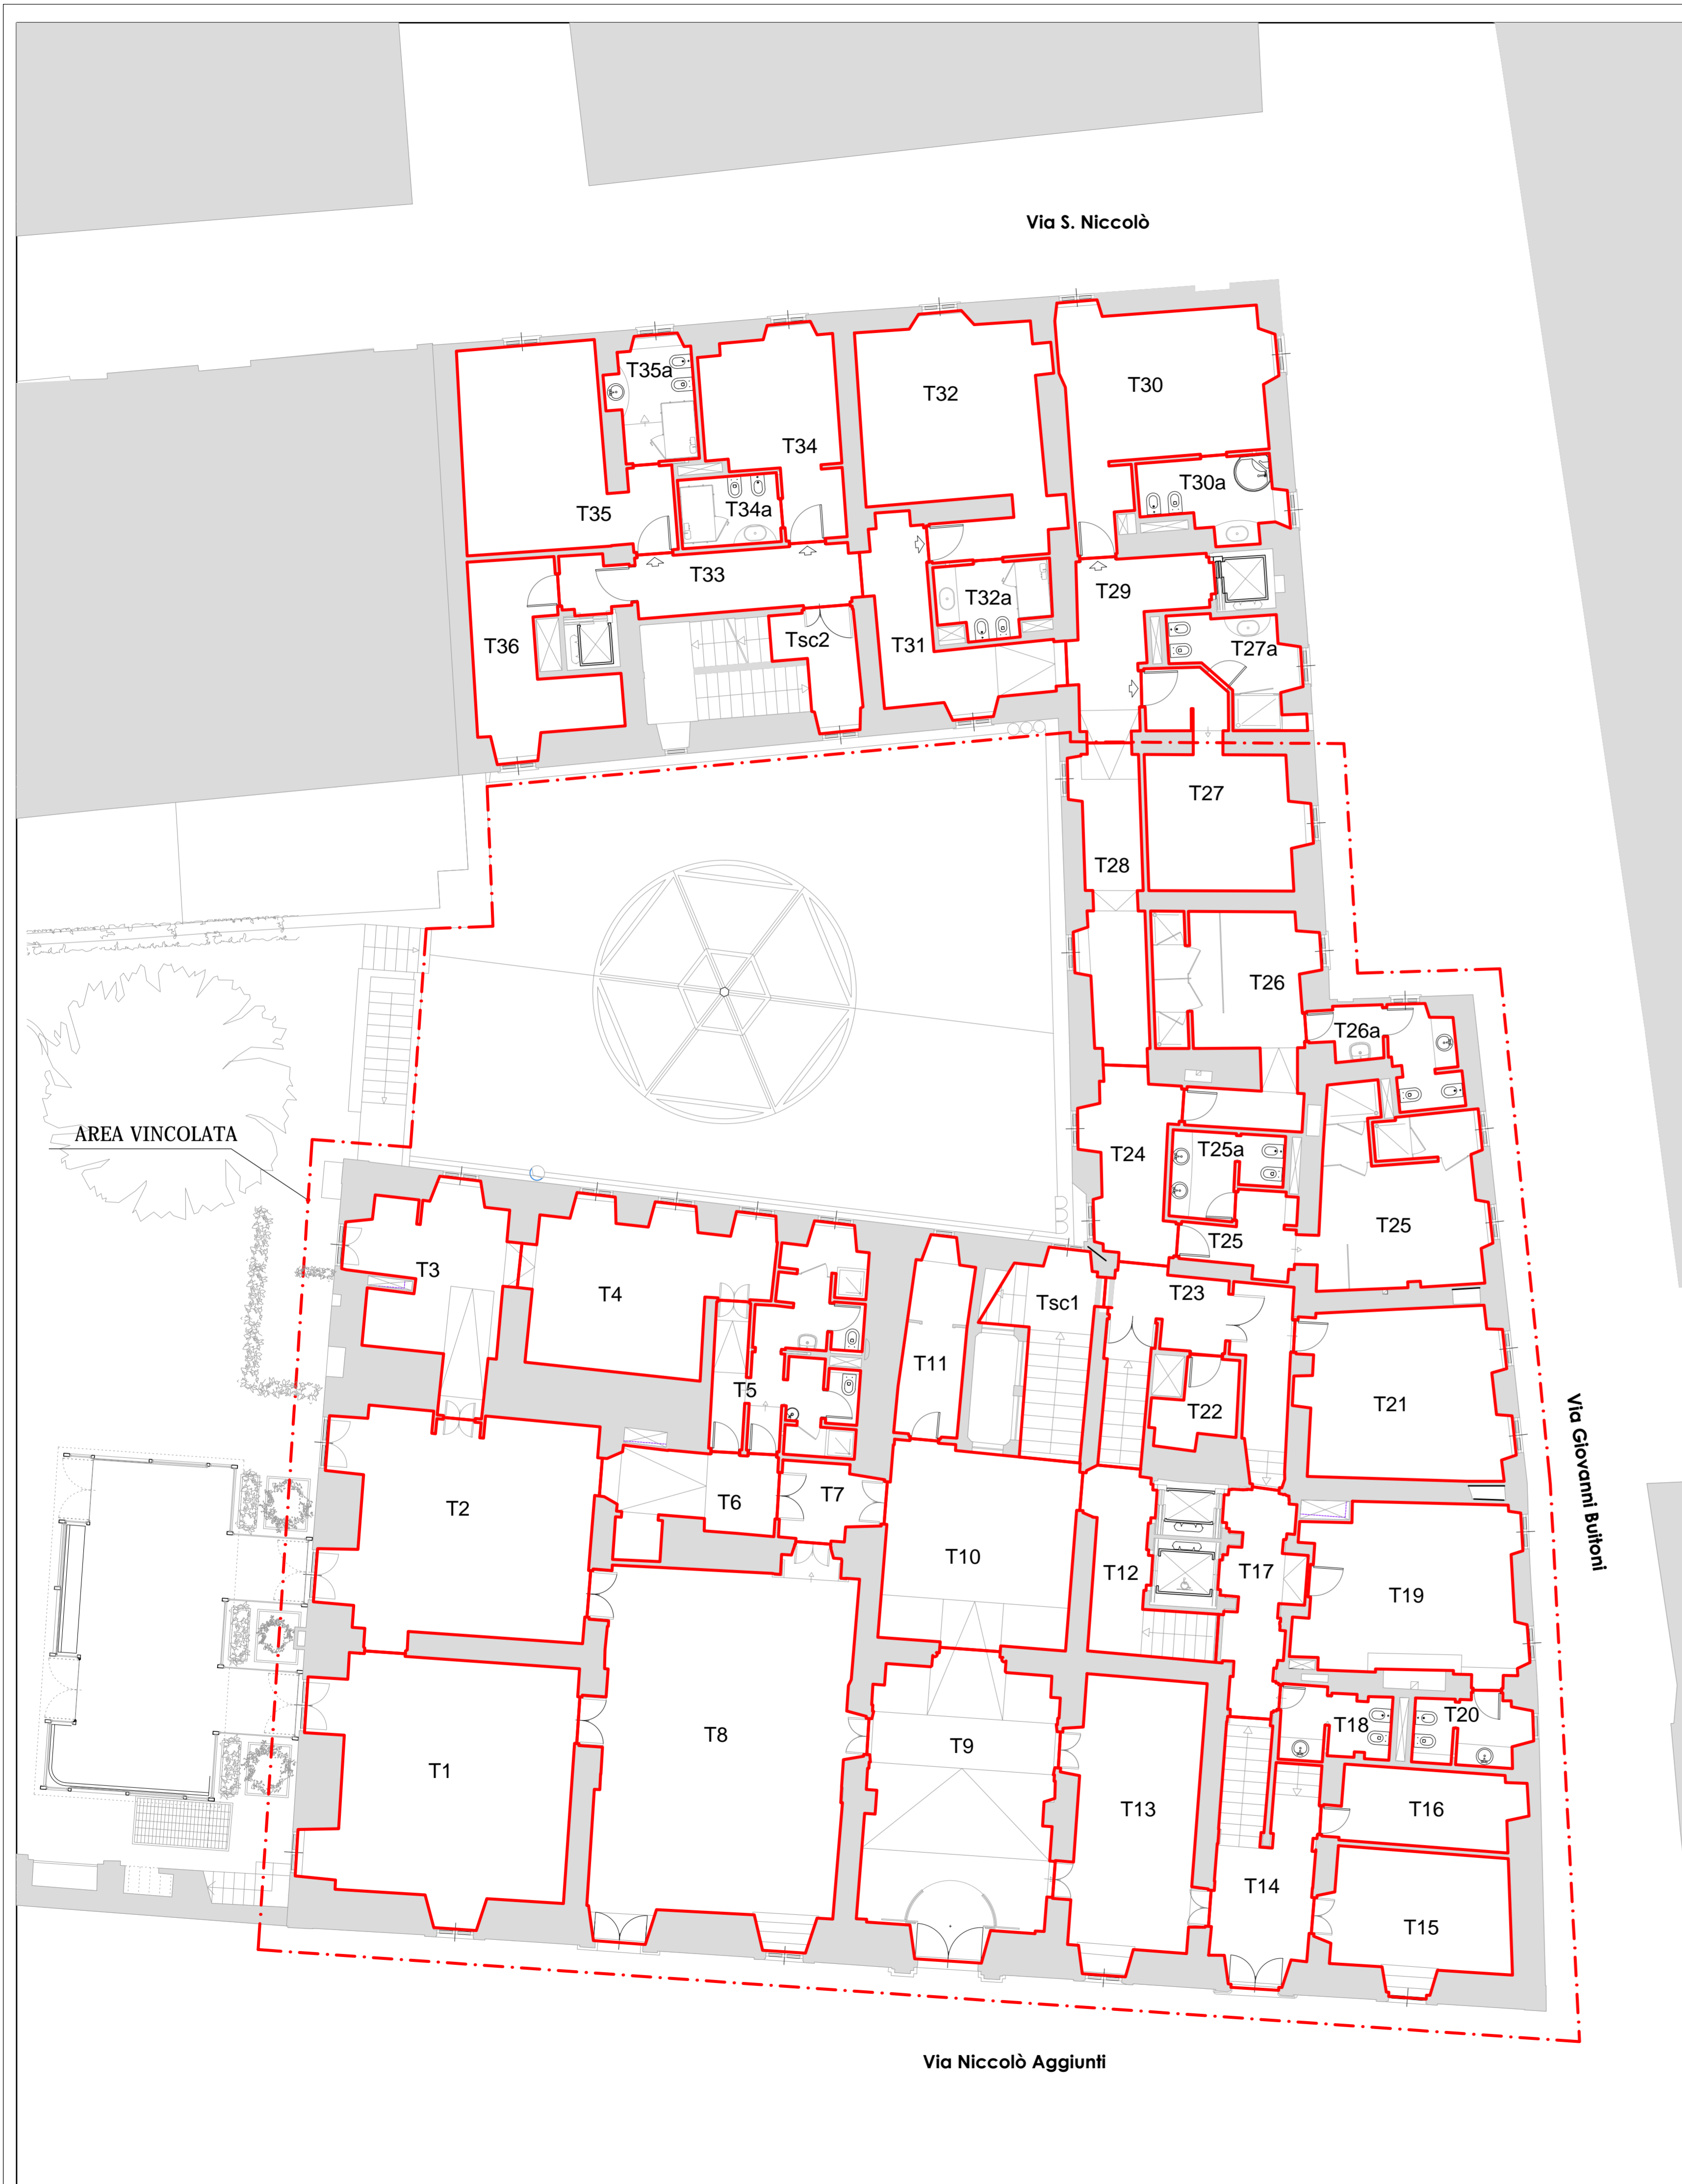 Via S. Niccolò
T35a
T32
T30
T34
T30a
T34a
T35
T33
T29
T32a
T36
Tsc2
T31
T27a
T27
T28
T26
T26a
AREA VINCOLATA
T24
T25a
T25
T25
T3
T4
Tsc1
T23
T11
T5
T22
T21
Via Giovanni Buitoni
T2
T6
T7
T10
T12
T17
T19
T18
T20
T8
T9
T1
T13
T16
T14
T15
Via Niccolò Aggiunti